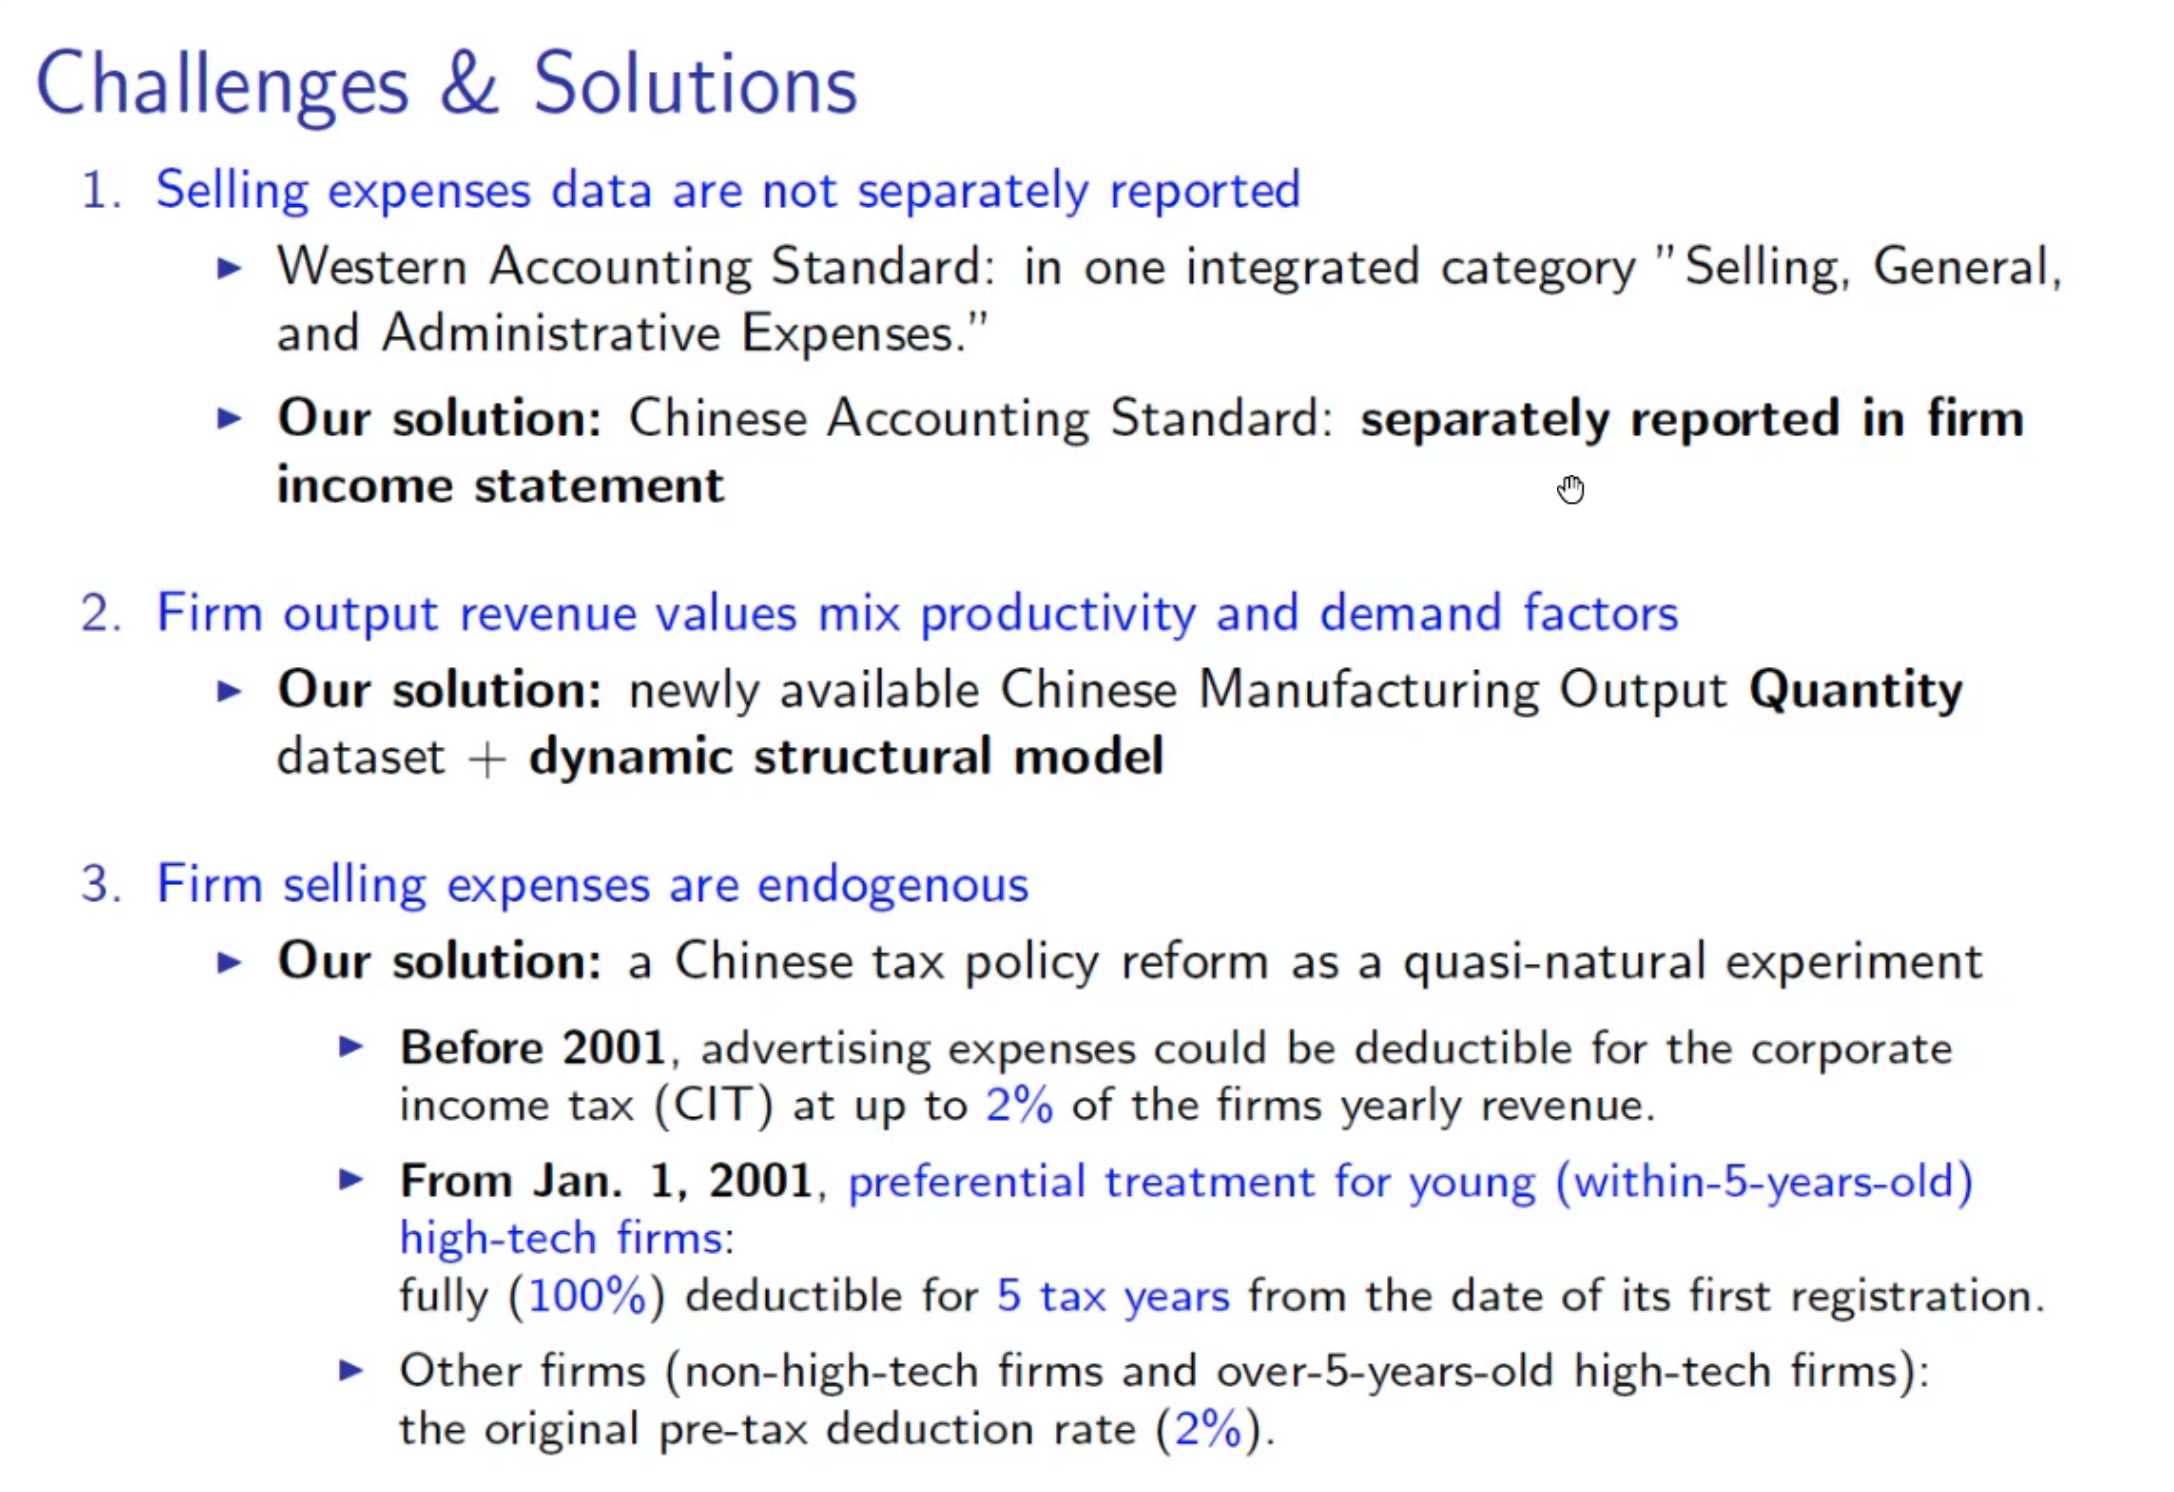 Challenges & Solutions
1. Selling expenses data are not separately reported
▶ Western Accounting Standard: in one integrated category ”Selling, General,
and Administrative Expenses.”
▶ Our solution: Chinese Accounting Standard: separately reported in firm
income statement
2. Firm output revenue values mix productivity and demand factors
▶ Our solution: newly available Chinese Manufacturing Output Quantity
dataset + dynamic structural model
3. Firm selling expenses are endogenous
▶ Our solution: a Chinese tax policy reform as a quasi-natural experiment
▶ Before 2001, advertising expenses could be deductible for the corporate
income tax (CIT) at up to 2% of the firms yearly revenue.
▶ From Jan. 1, 2001, preferential treatment for young (within-5-years-old)
high-tech firms:
fully (100%) deductible for 5 tax years from the date of its first registration.
▶ Other firms (non-high-tech firms and over-5-years-old high-tech firms):
the original pre-tax deduction rate (2%).